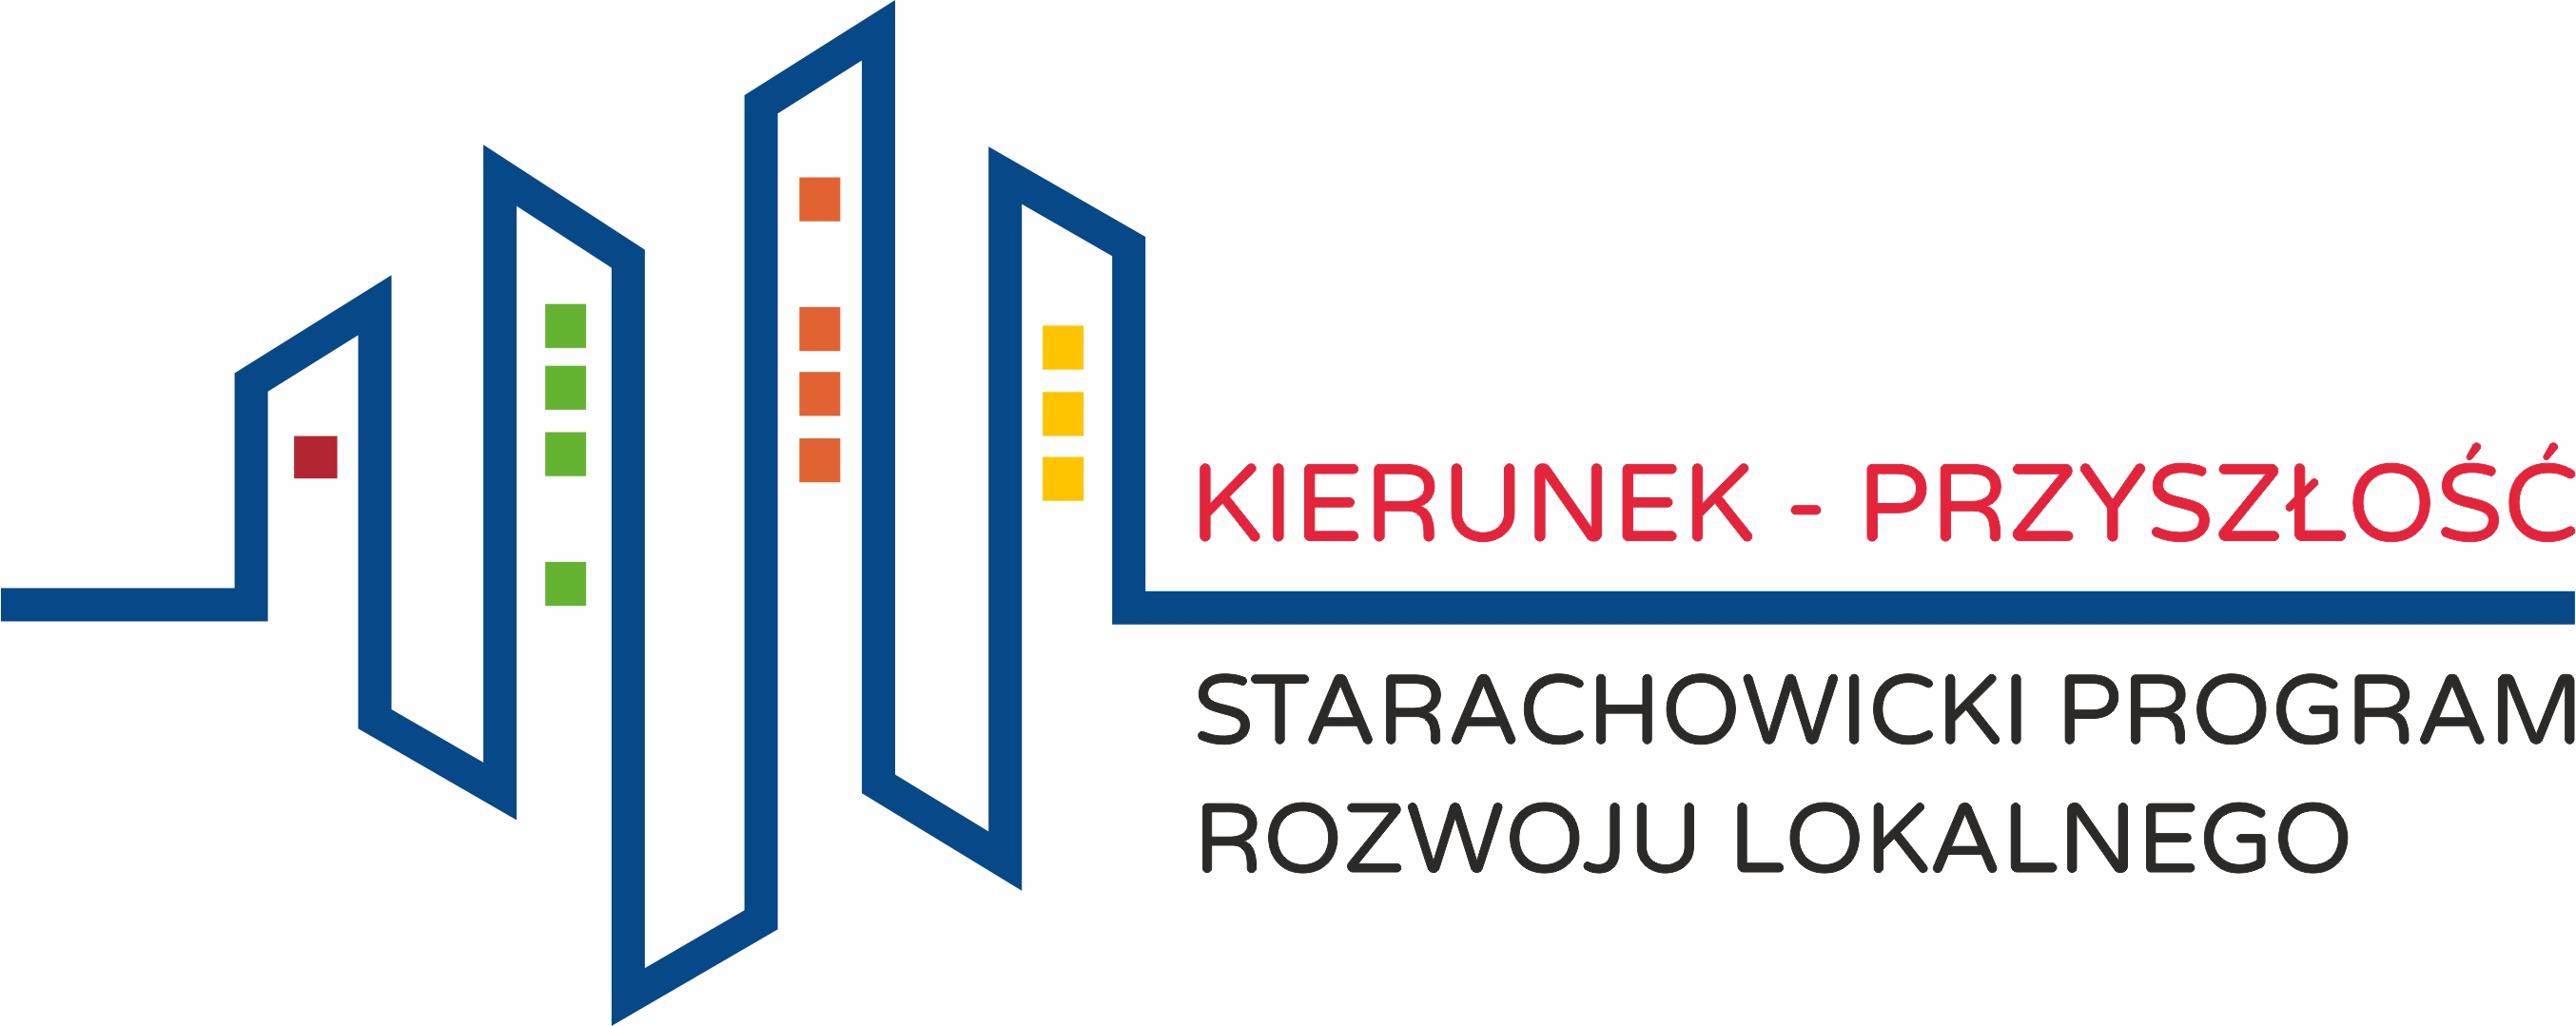 KIERUNEK - PRZYSZŁOŚĆ
STARACHOWICKI PROGRAM
ROZWOJU LOKALNEGO